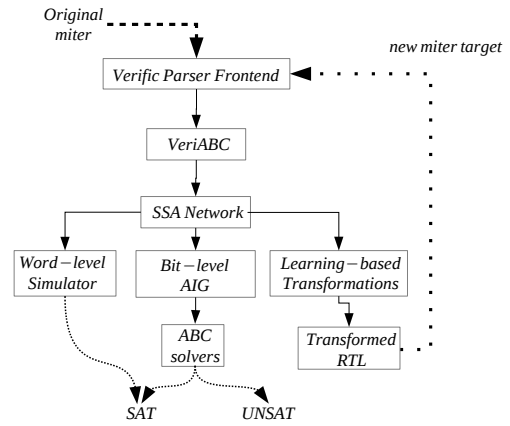 Original
miter
new miter target
Verific Parser Frontend
VeriABC
SSA Network
Word−level
Simulator
Bit−level
AIG
Learning−based
Transformations
ABC
solvers
Transformed
RTL
SAT
UNSAT